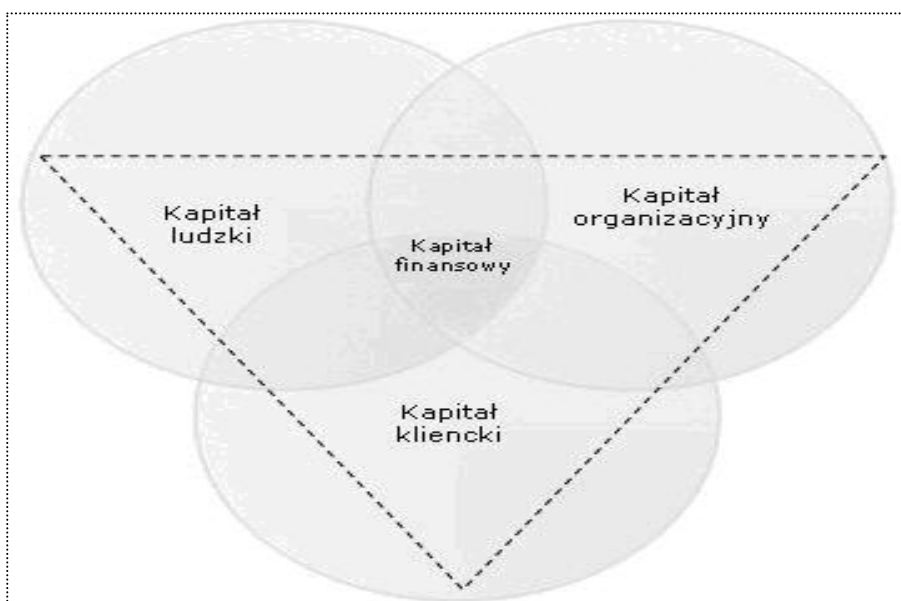 Kapitał
ludzki
Kapitał
organizacyjny
Kapitał
finansowy
Kapitał
kliencki